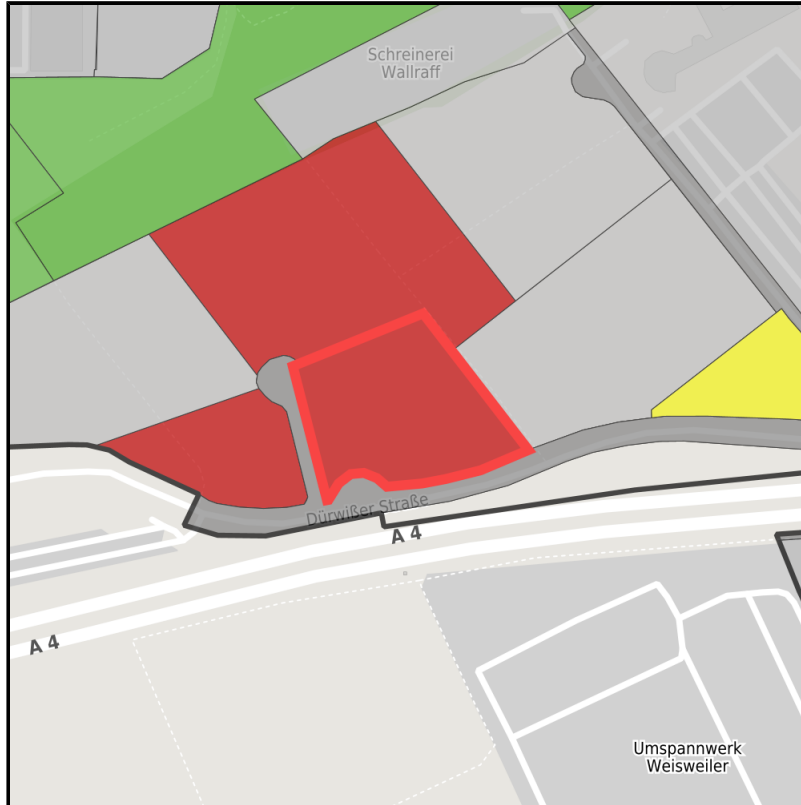 Schreinerei
Wallraff
Dürwißer Straße
A 4
A 4
Umspannwerk
Weisweiler